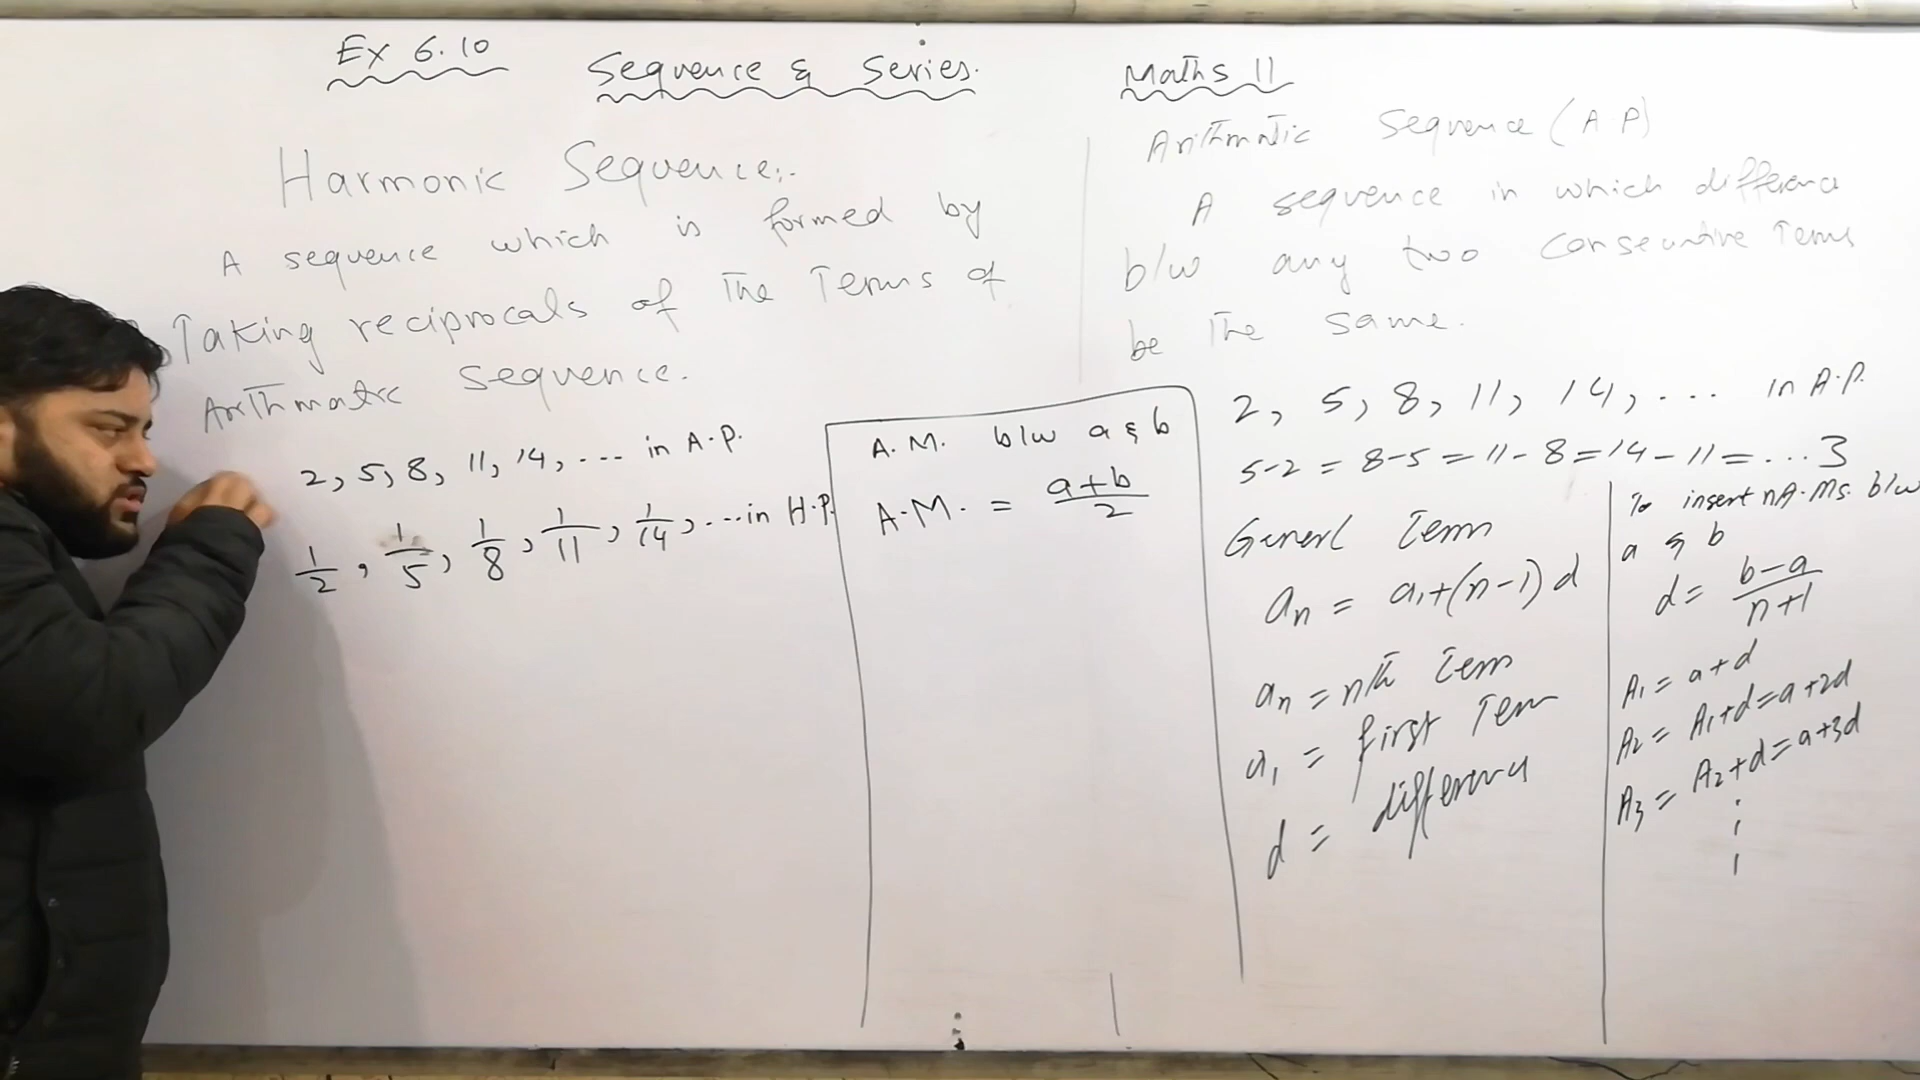 Ex 6.10
Sequence & Series.
Maths 11
Harmonic Sequence:-
A sequence which is formed by
Taking reciprocals of The Terms of
Arithmatic sequence.
2, 5, 8, 11, 14, ... in A.P.
1/2, 1/5, 1/8, 1/11, 1/14, ... in H.P.
A.M. b/w a & b
A.M. = a+b/2
Arithmatic Sequence (A.P)
A sequence in which difference
b/w any two consecutive Terms
be The same.
2, 5, 8, 11, 14, ... in A.P.
5-2 = 8-5 = 11-8 = 14-11 = ... 3
Generl Term
an = a1+(n-1)d
an = nth Term
a1 = first Term
d = difference
To insert n A.Ms. b/w
a & b
d = b-a/n+1
A1 = a+d
A2 = A1+d = a+2d
A3 = A2+d = a+3d